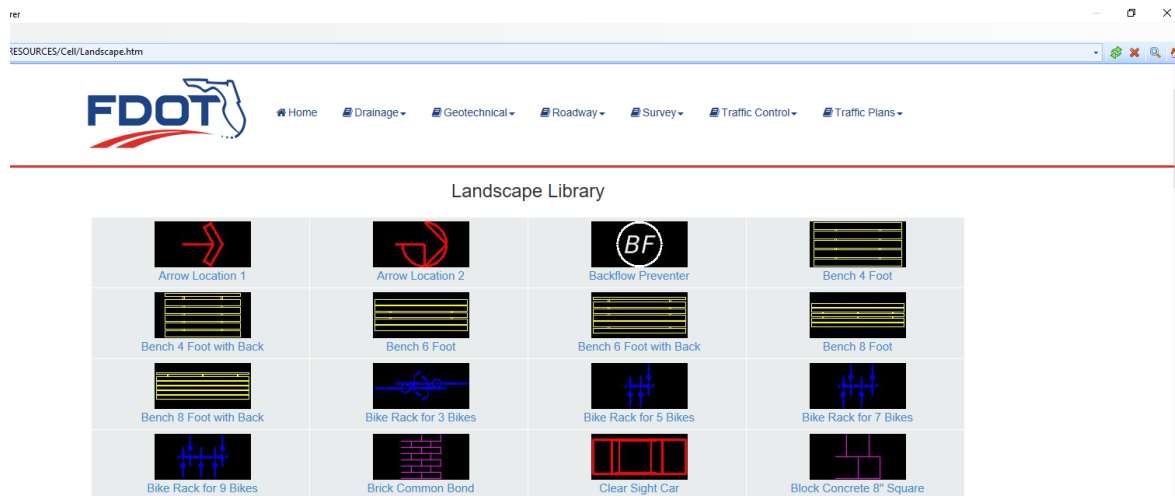 rer
RESOURCES/Cell/Landscape.htm
FDOT
Home Drainage Geotechnical Roadway Survey Traffic Control Traffic Plans
Landscape Library
BF
Arrow Location 1 Arrow Location 2 Backflow Preventer Bench 4 Foot
Bench 4 Foot with Back Bench 6 Foot Bench 6 Foot with Back Bench 8 Foot
Bench 8 Foot with Back Bike Rack for 3 Bikes Bike Rack for 5 Bikes Bike Rack for 7 Bikes
Bike Rack for 9 Bikes Brick Common Bond Clear Sight Car Block Concrete 8" Square